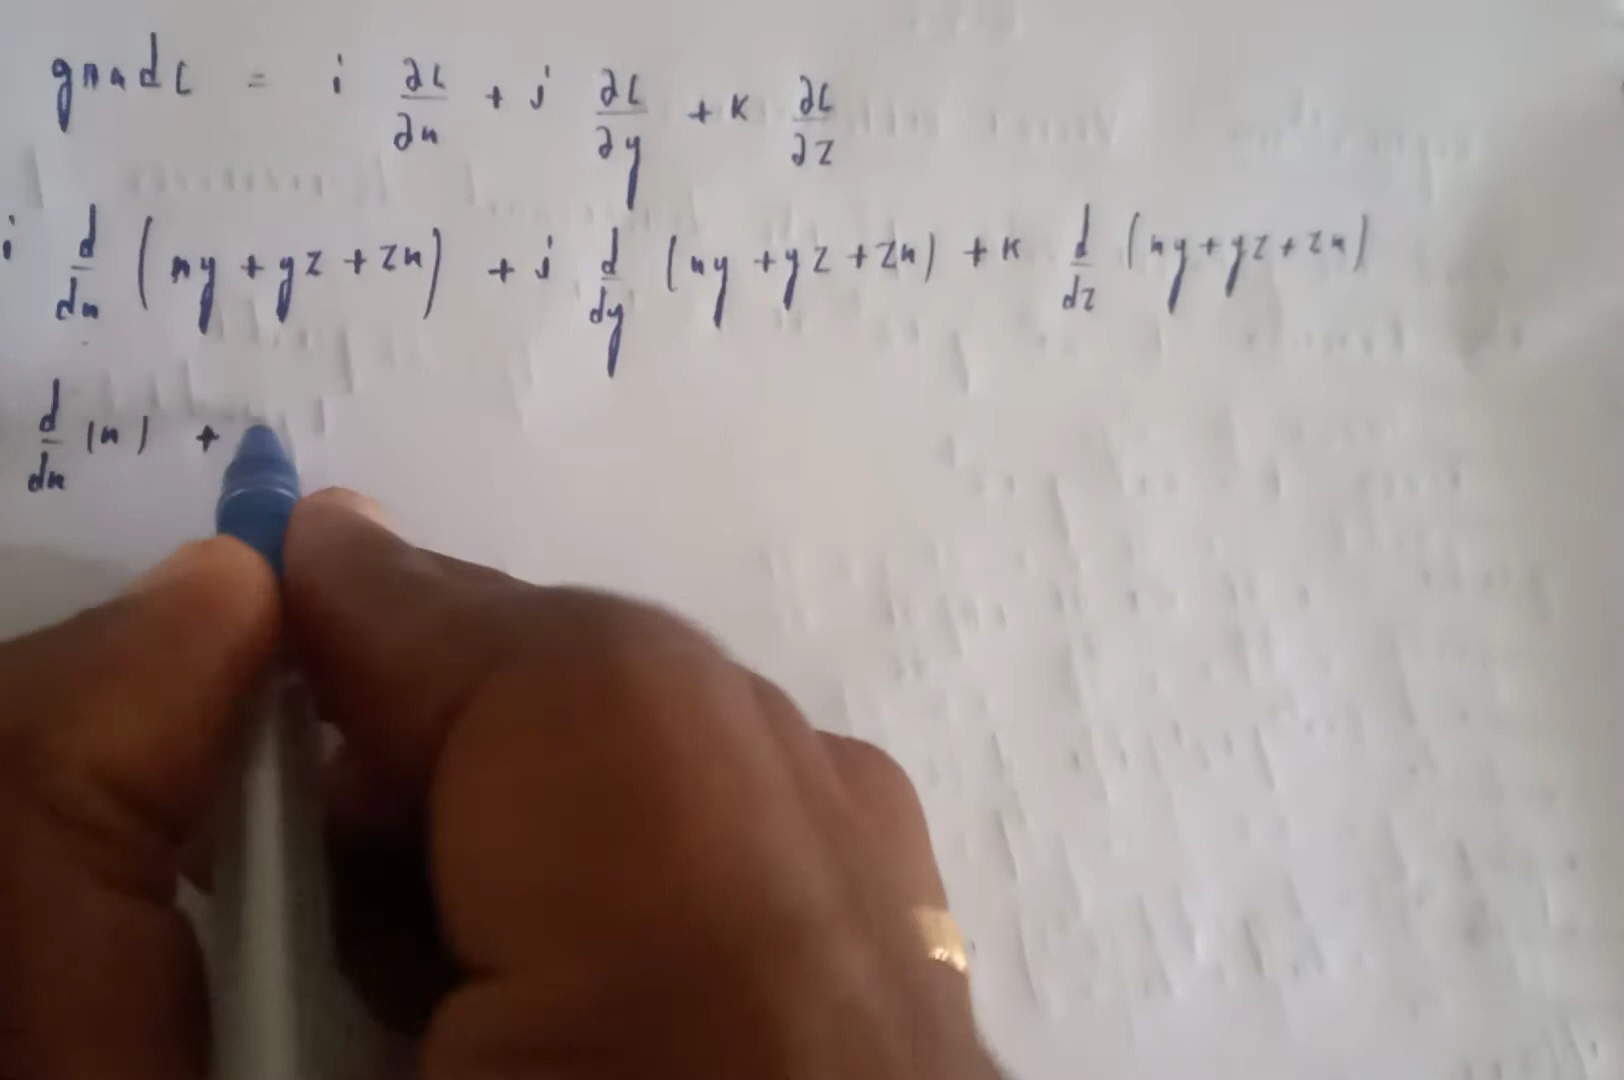 grad c = i ∂c/∂x + j ∂c/∂y + k ∂c/∂z
i d/dx (xy + yz + zx) + j d/dy (xy + yz + zx) + k d/dz (xy + yz + zx)
d/dx (x) +